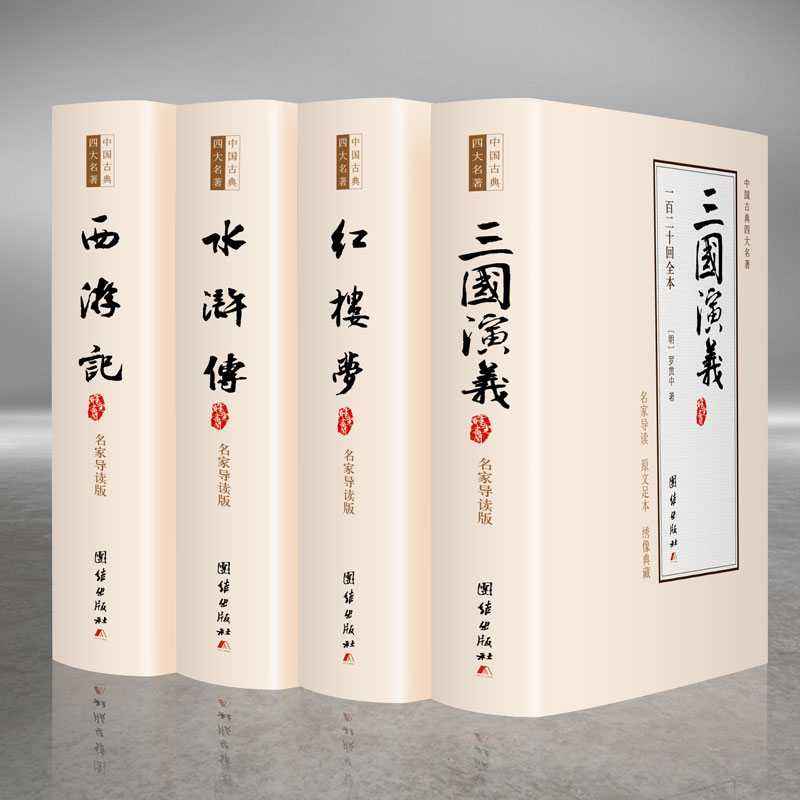 中国古典
四大名著
西游記
名家导读版
團结出版社
中国古典
四大名著
水滸傳
名家导读版
團结出版社
中国古典
四大名著
红樓夢
名家导读版
團结出版社
中国古典
四大名著
三國演義
名家导读版
團结出版社
中国古典四大名著
三國演義
一百二十回全本
[明] 罗贯中 著
名家导读 原文足本 绣像典藏
團结出版社